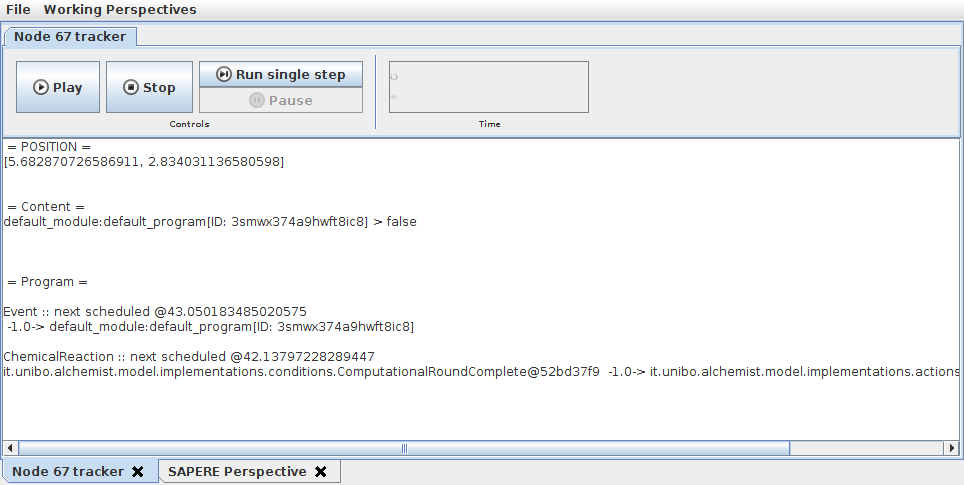 File Working Perspectives
Node 67 tracker
Play Stop Run single step
Pause
Controls Time
= POSITION =
[5.682870726586911, 2.834031136580598]
= Content =
default_module:default_program[ID: 3smwx374a9hwft8ic8] > false
= Program =
Event :: next scheduled @43.050183485020575
-1.0-> default_module:default_program[ID: 3smwx374a9hwft8ic8]
ChemicalReaction :: next scheduled @42.13797228289447
it.unibo.alchemist.model.implementations.conditions.ComputationalRoundComplete@52bd37f9 -1.0-> it.unibo.alchemist.model.implementations.actions
Node 67 tracker SAPERE Perspective